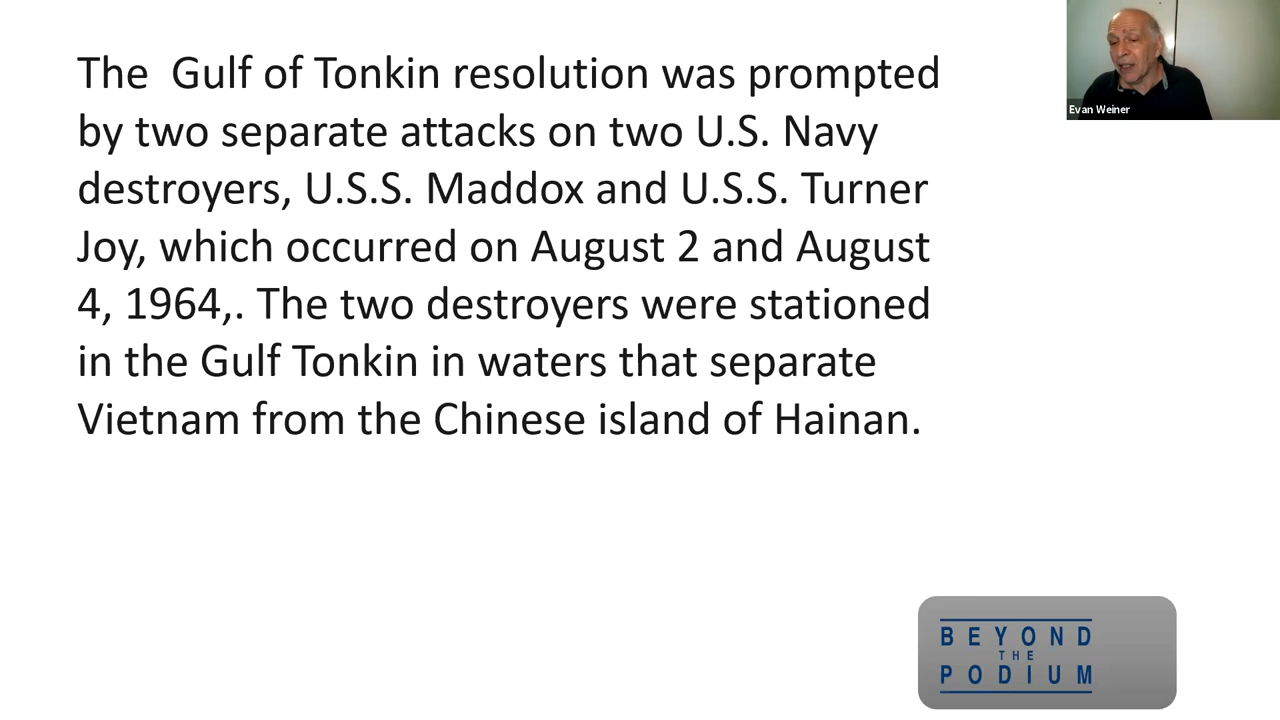 The  Gulf of Tonkin resolution was prompted
by two separate attacks on two U.S. Navy
destroyers, U.S.S. Maddox and U.S.S. Turner
Joy, which occurred on August 2 and August
4, 1964,. The two destroyers were stationed
in the Gulf Tonkin in waters that separate
Vietnam from the Chinese island of Hainan.
Evan Weiner
BEYOND
THE
PODIUM